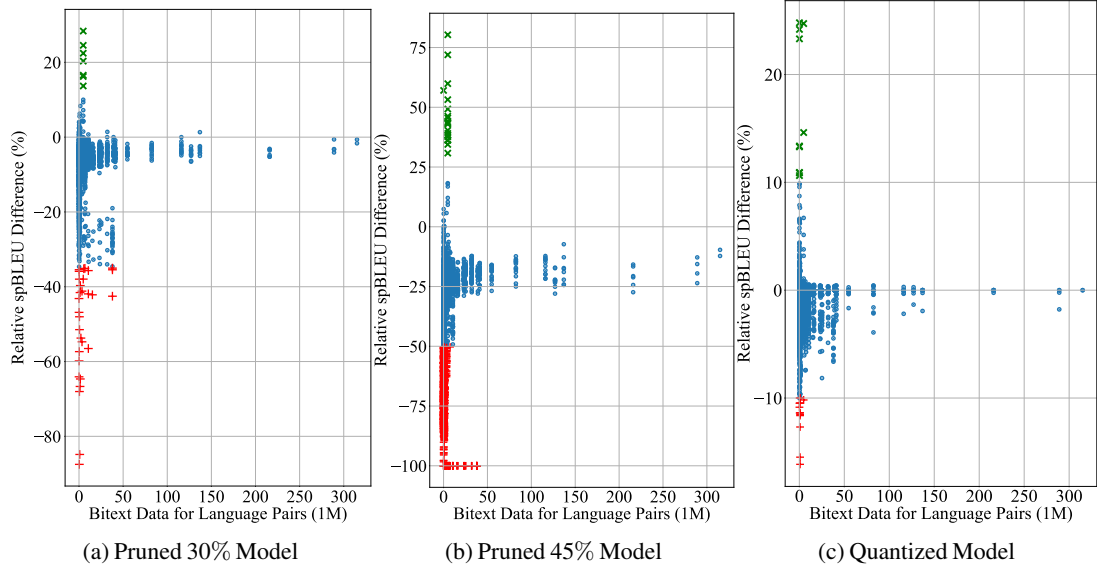 Relative spBLEU Difference (%)
20
0
−20
−40
−60
−80
0 50 100 150 200 250 300
Bitext Data for Language Pairs (1M)
(a) Pruned 30% Model
Relative spBLEU Difference (%)
75
50
25
0
−25
−50
−75
−100
0 50 100 150 200 250 300
Bitext Data for Language Pairs (1M)
(b) Pruned 45% Model
Relative spBLEU Difference (%)
20
10
0
−10
0 50 100 150 200 250 300
Bitext Data for Language Pairs (1M)
(c) Quantized Model